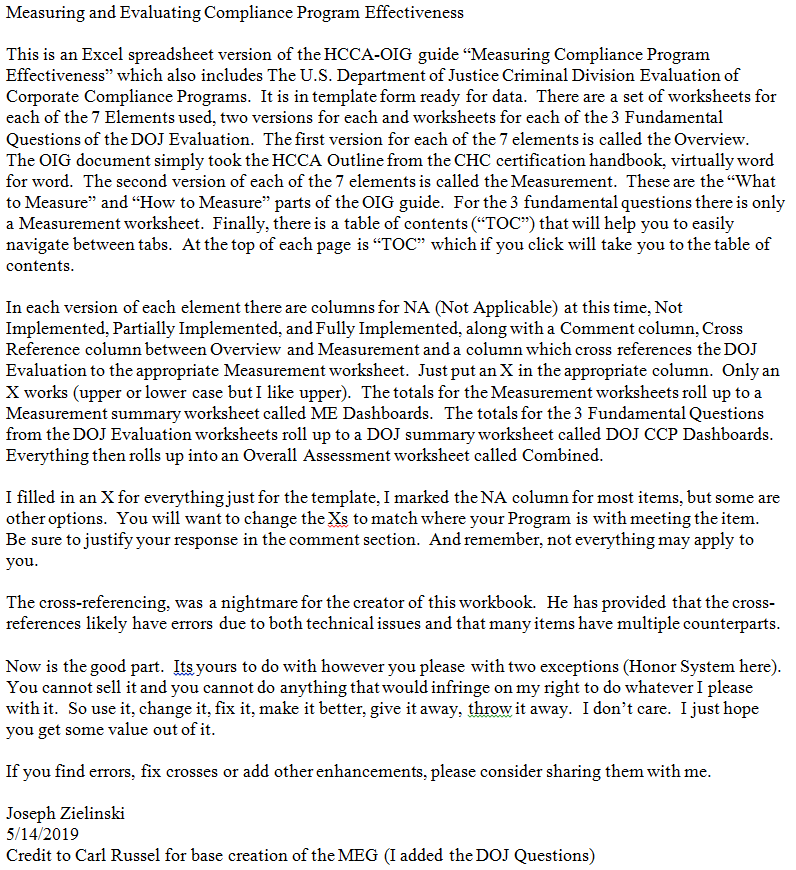 Measuring and Evaluating Compliance Program Effectiveness
This is an Excel spreadsheet version of the HCCA-OIG guide “Measuring Compliance Program
Effectiveness” which also includes The U.S. Department of Justice Criminal Division Evaluation of
Corporate Compliance Programs.  It is in template form ready for data.  There are a set of worksheets for
each of the 7 Elements used, two versions for each and worksheets for each of the 3 Fundamental
Questions of the DOJ Evaluation.  The first version for each of the 7 elements is called the Overview.
The OIG document simply took the HCCA Outline from the CHC certification handbook, virtually word
for word.  The second version of each of the 7 elements is called the Measurement.  These are the “What
to Measure” and “How to Measure” parts of the OIG guide.  For the 3 fundamental questions there is only
a Measurement worksheet.  Finally, there is a table of contents (“TOC”) that will help you to easily
navigate between tabs.  At the top of each page is “TOC” which if you click will take you to the table of
contents.
In each version of each element there are columns for NA (Not Applicable) at this time, Not
Implemented, Partially Implemented, and Fully Implemented, along with a Comment column, Cross
Reference column between Overview and Measurement and a column which cross references the DOJ
Evaluation to the appropriate Measurement worksheet.  Just put an X in the appropriate column.  Only an
X works (upper or lower case but I like upper).  The totals for the Measurement worksheets roll up to a
Measurement summary worksheet called ME Dashboards.  The totals for the 3 Fundamental Questions
from the DOJ Evaluation worksheets roll up to a DOJ summary worksheet called DOJ CCP Dashboards.
Everything then rolls up into an Overall Assessment worksheet called Combined.
I filled in an X for everything just for the template, I marked the NA column for most items, but some are
other options.  You will want to change the Xs to match where your Program is with meeting the item.
Be sure to justify your response in the comment section.  And remember, not everything may apply to
you.
The cross-referencing, was a nightmare for the creator of this workbook.  He has provided that the cross-
references likely have errors due to both technical issues and that many items have multiple counterparts.
Now is the good part.  Its yours to do with however you please with two exceptions (Honor System here).
You cannot sell it and you cannot do anything that would infringe on my right to do whatever I please
with it.  So use it, change it, fix it, make it better, give it away, throw it away.  I don’t care.  I just hope
you get some value out of it.
If you find errors, fix crosses or add other enhancements, please consider sharing them with me.
Joseph Zielinski
5/14/2019
Credit to Carl Russel for base creation of the MEG (I added the DOJ Questions)